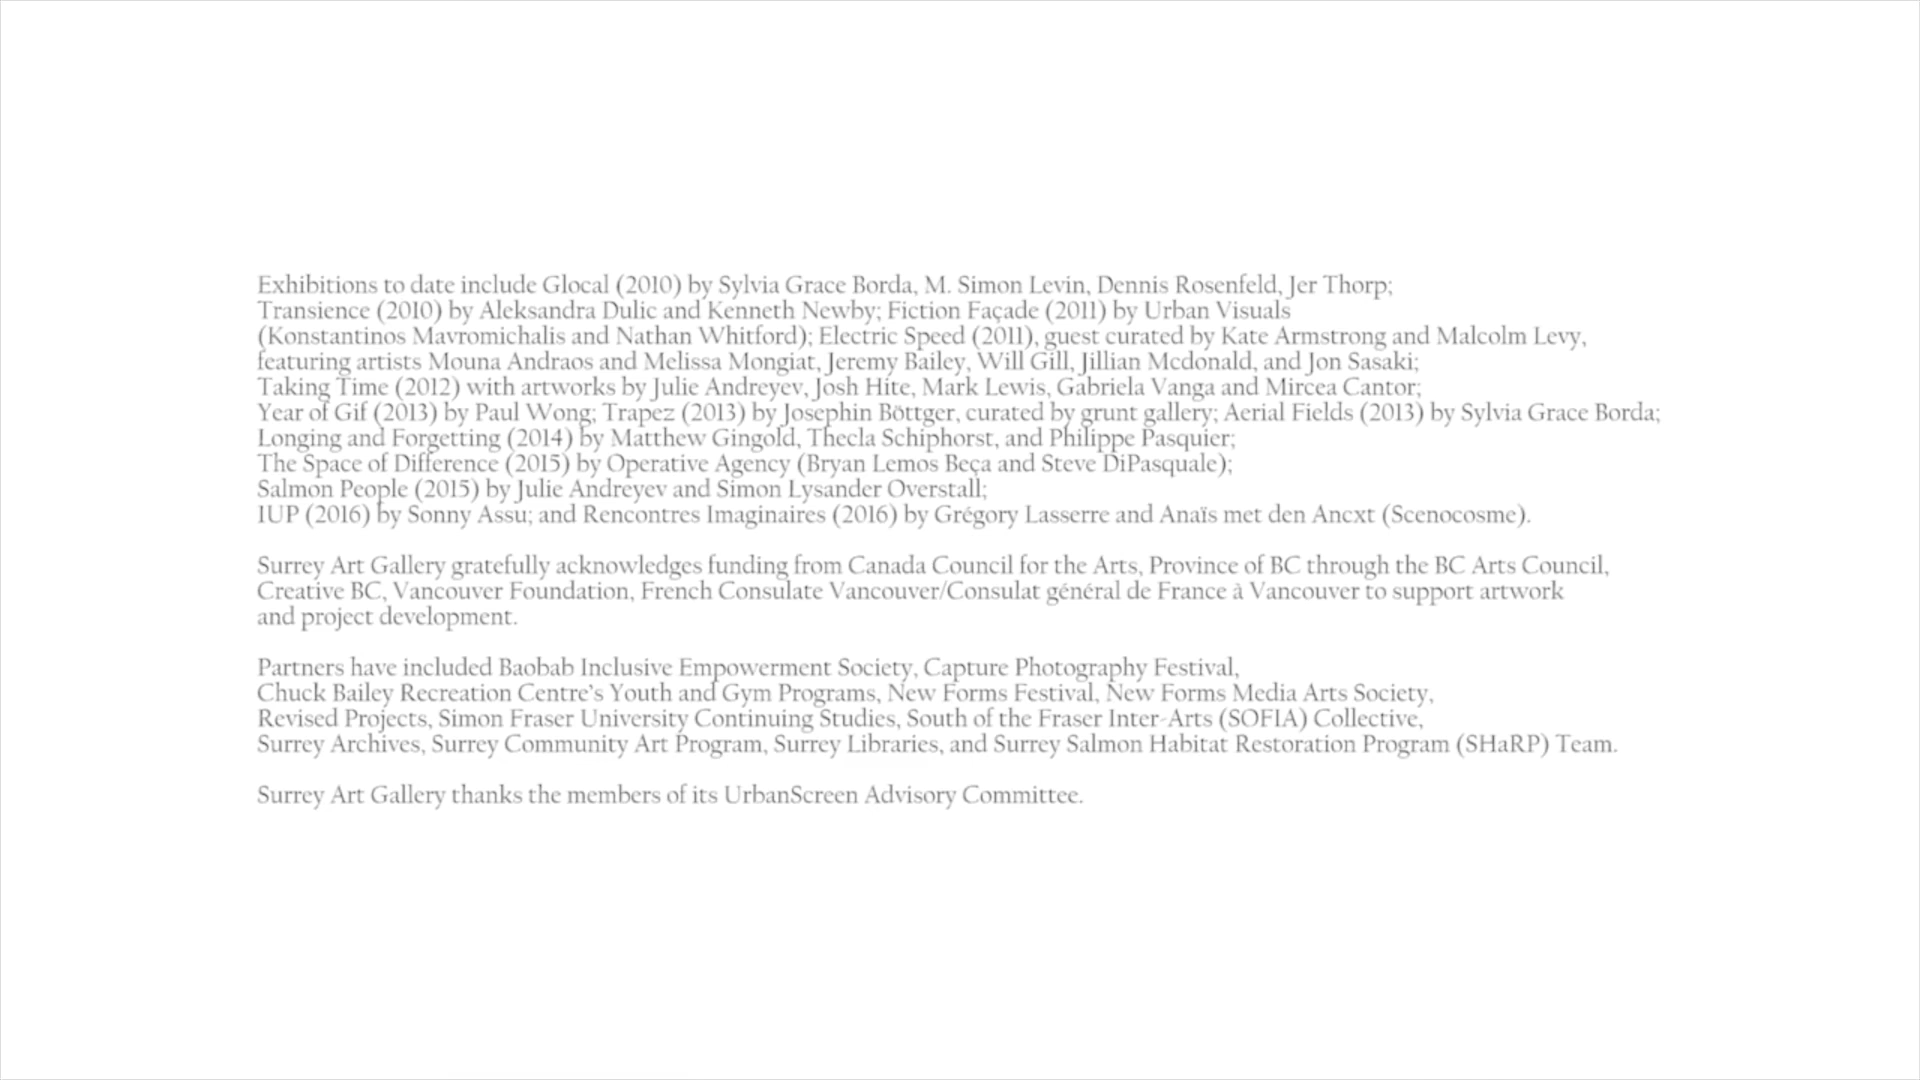 Exhibitions to date include Glocal (2010) by Sylvia Grace Borda, M. Simon Levin, Dennis Rosenfeld, Jer Thorp;
Transience (2010) by Aleksandra Dulic and Kenneth Newby; Fiction Façade (2011) by Urban Visuals
(Konstantinos Mavromichalis and Nathan Whitford); Electric Speed (2011), guest curated by Kate Armstrong and Malcolm Levy,
featuring artists Mouna Andraos and Melissa Mongiat, Jeremy Bailey, Will Gill, Jillian Mcdonald, and Jon Sasaki;
Taking Time (2012) with artworks by Julie Andreyev, Josh Hite, Mark Lewis, Gabriela Vanga and Mircea Cantor;
Year of Gif (2013) by Paul Wong; Trapez (2013) by Josephin Böttger, curated by grunt gallery; Aerial Fields (2013) by Sylvia Grace Borda;
Longing and Forgetting (2014) by Matthew Gingold, Thecla Schiphorst, and Philippe Pasquier;
The Space of Difference (2015) by Operative Agency (Bryan Lemos Beça and Steve DiPasquale);
Salmon People (2015) by Julie Andreyev and Simon Lysander Overstall;
1UP (2016) by Sonny Assu; and Rencontres Imaginaires (2016) by Grégory Lasserre and Anaïs met den Ancxt (Scenocosme).
Surrey Art Gallery gratefully acknowledges funding from Canada Council for the Arts, Province of BC through the BC Arts Council,
Creative BC, Vancouver Foundation, French Consulate Vancouver/Consulat général de France à Vancouver to support artwork
and project development.
Partners have included Baobab Inclusive Empowerment Society, Capture Photography Festival,
Chuck Bailey Recreation Centre's Youth and Gym Programs, New Forms Festival, New Forms Media Arts Society,
Revised Projects, Simon Fraser University Continuing Studies, South of the Fraser Inter-Arts (SOFIA) Collective,
Surrey Archives, Surrey Community Art Program, Surrey Libraries, and Surrey Salmon Habitat Restoration Program (SHaRP) Team.
Surrey Art Gallery thanks the members of its UrbanScreen Advisory Committee.